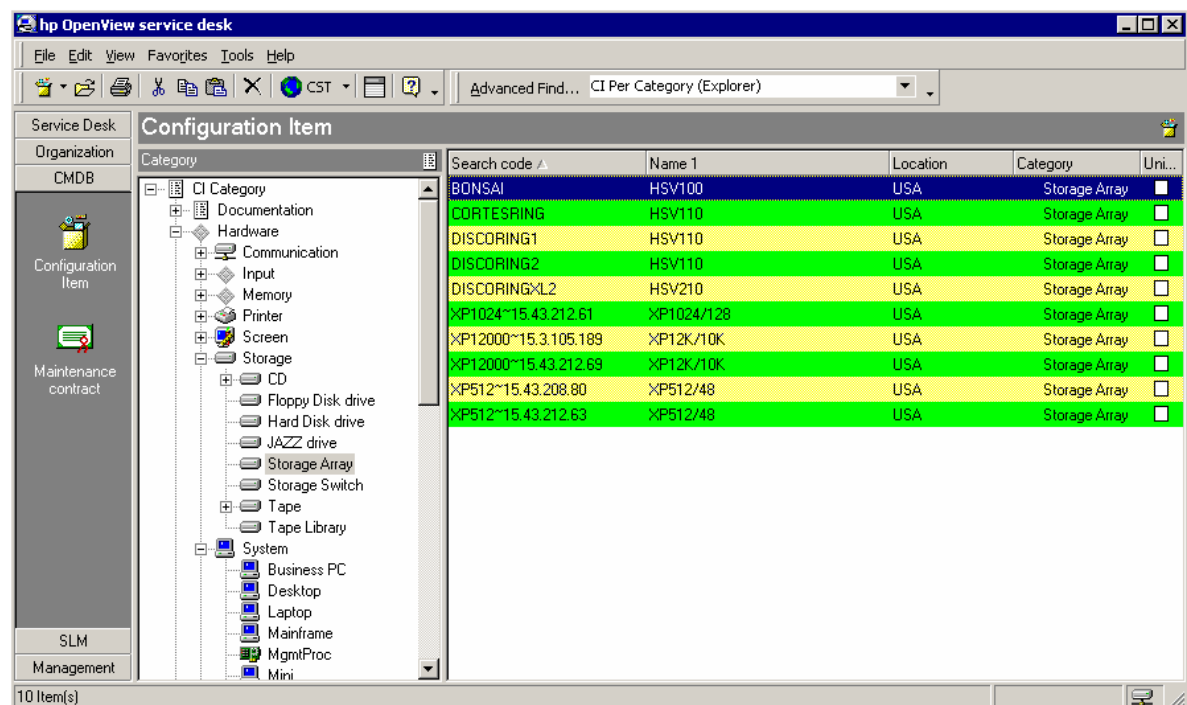 hp OpenView service desk
File Edit View Favorites Tools Help
CST Advanced Find... CI Per Category (Explorer)
Service Desk
Organization
CMDB
Configuration Item
Maintenance contract
SLM
Management
Configuration Item
Category
CI Category
Documentation
Hardware
Communication
Input
Memory
Printer
Screen
Storage
CD
Floppy Disk drive
Hard Disk drive
JAZZ drive
Storage Array
Storage Switch
Tape
Tape Library
System
Business PC
Desktop
Laptop
Mainframe
MgmtProc
Mini
Search code Name 1 Location Category Uni...
BONSAI HSV100 USA Storage Array
CORTESRING HSV110 USA Storage Array
DISCORING1 HSV110 USA Storage Array
DISCORING2 HSV110 USA Storage Array
DISCORINGXL2 HSV210 USA Storage Array
XP1024~15.43.212.61 XP1024/128 USA Storage Array
XP12000~15.3.105.189 XP12K/10K USA Storage Array
XP12000~15.43.212.69 XP12K/10K USA Storage Array
XP512~15.43.208.80 XP512/48 USA Storage Array
XP512~15.43.212.63 XP512/48 USA Storage Array
10 Item(s)